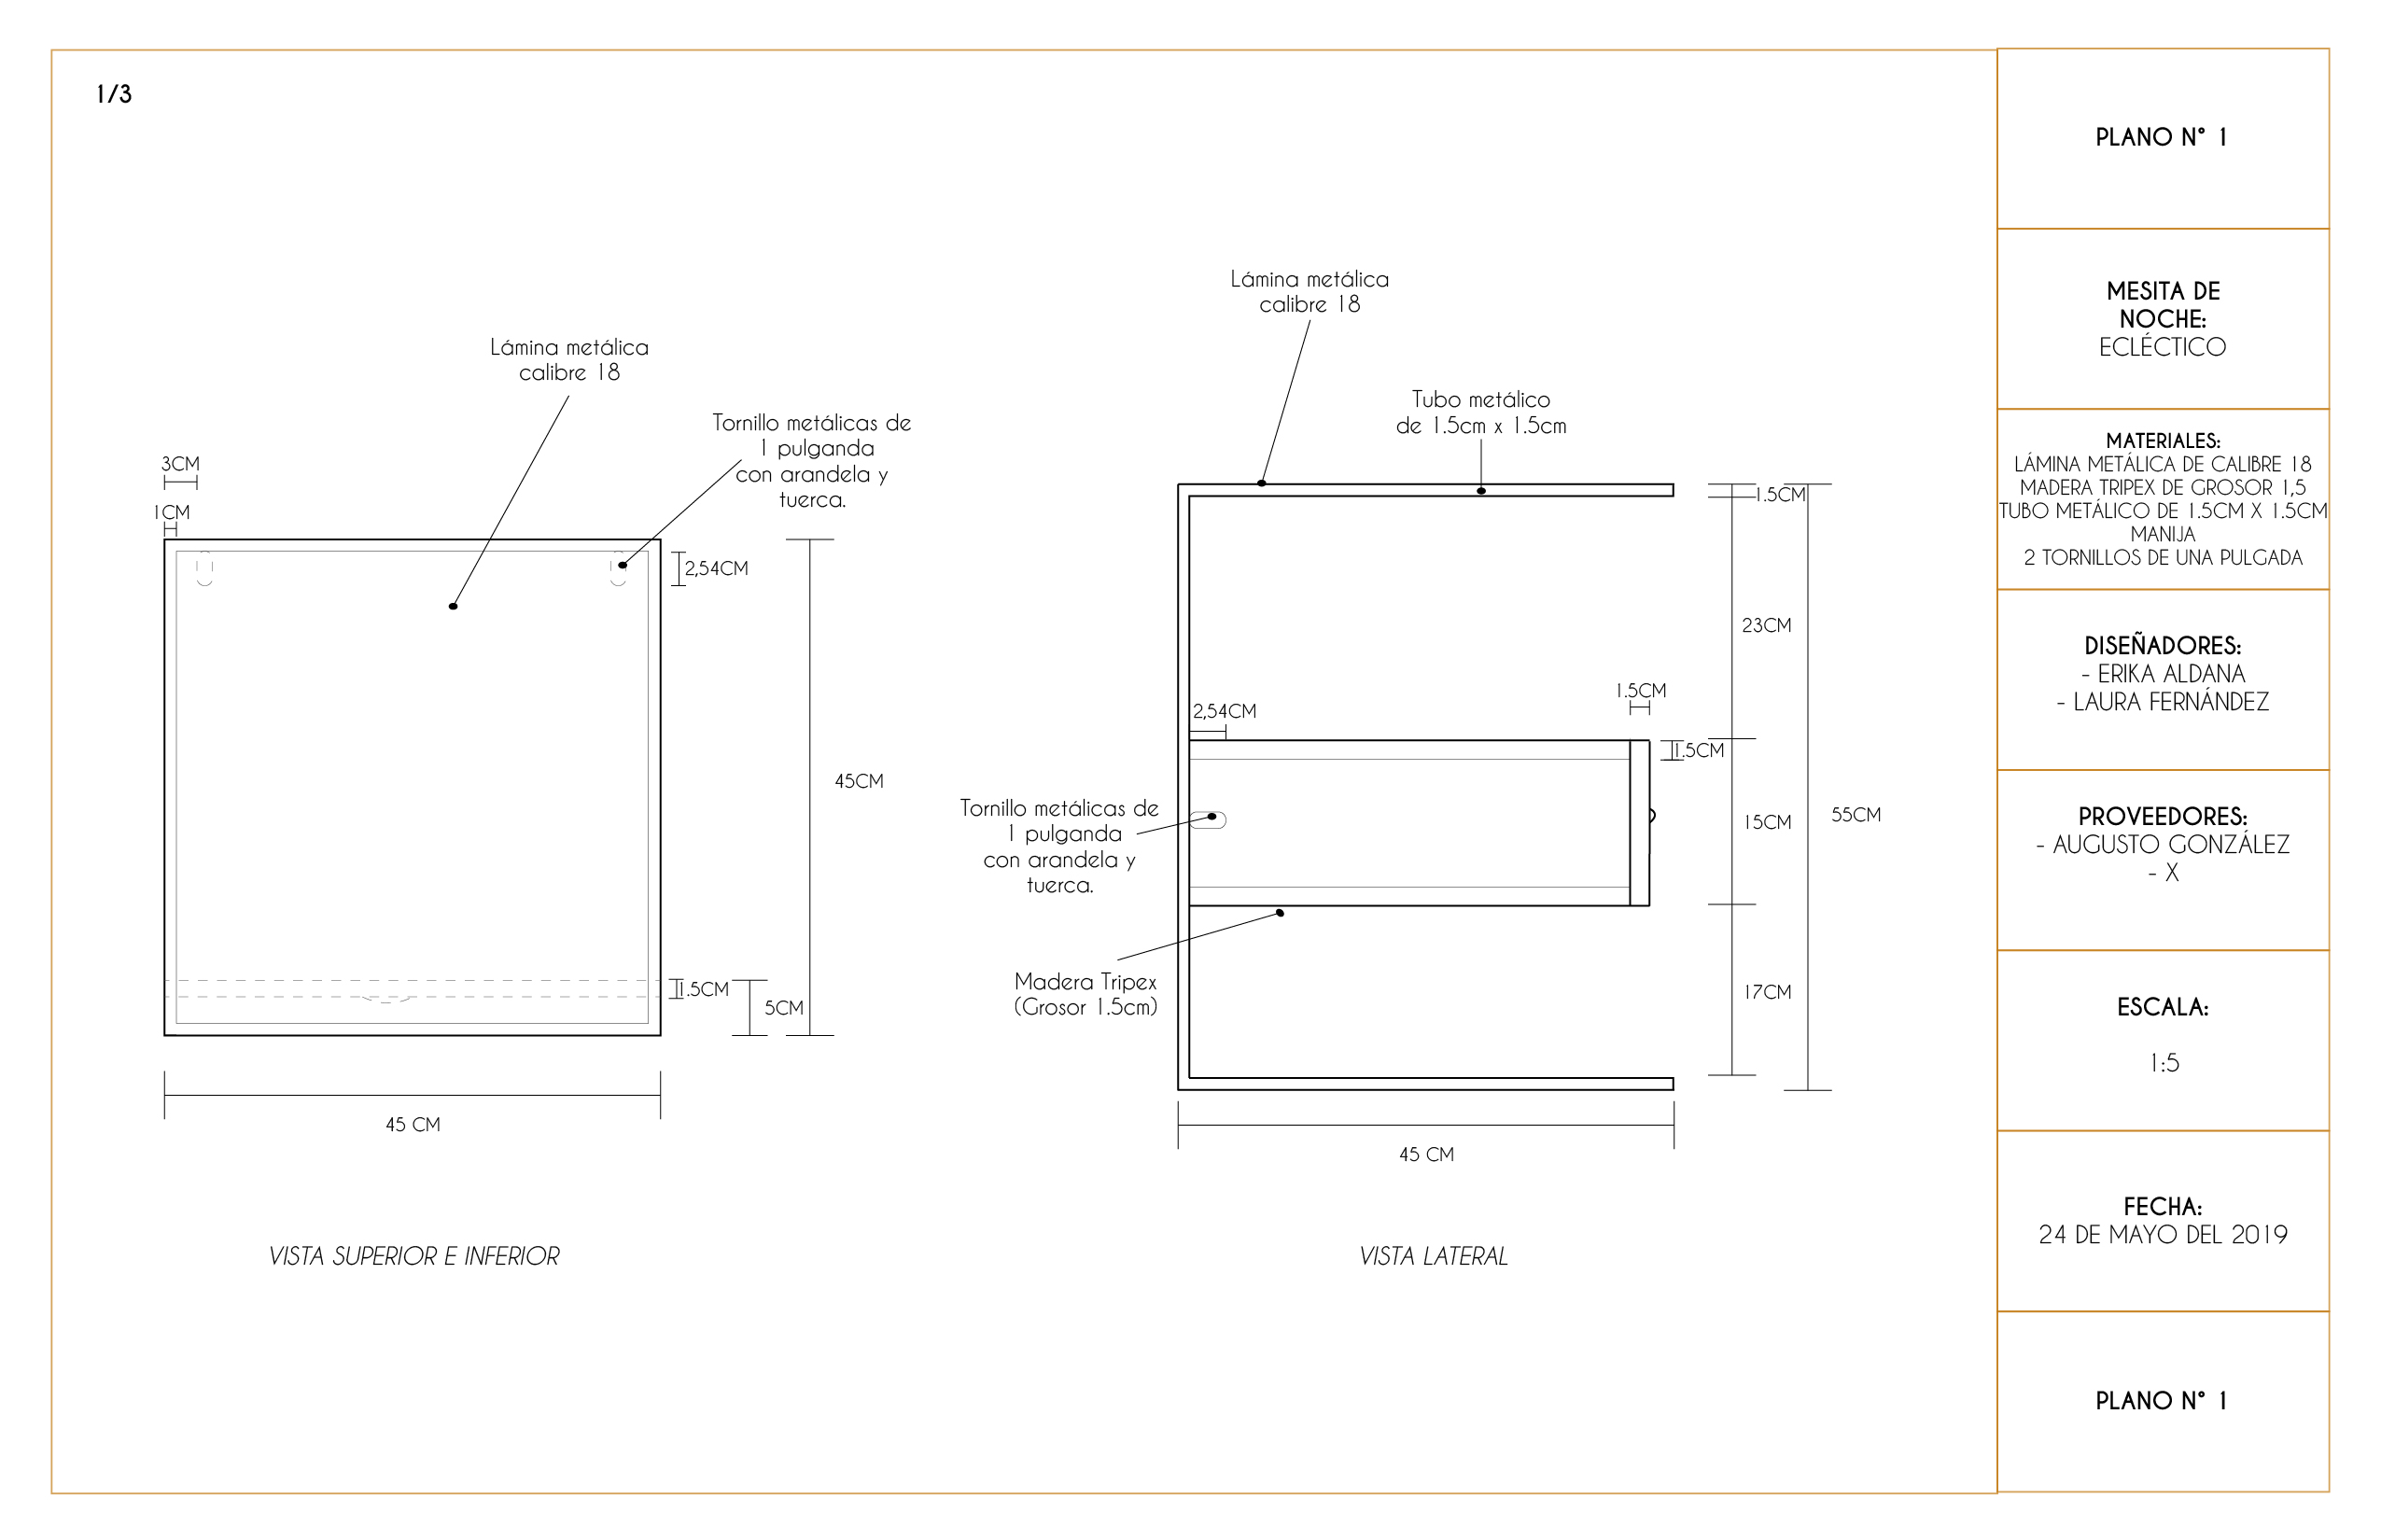 1/3
Lámina metálica
calibre 18
Tornillo metálicas de
1 pulganda
con arandela y
tuerca.
3CM
1CM
2,54CM
45CM
1.5CM
5CM
45 CM
VISTA SUPERIOR E INFERIOR
Lámina metálica
calibre 18
Tubo metálico
de 1.5cm x 1.5cm
1.5CM
23CM
1.5CM
2,54CM
1.5CM
Tornillo metálicas de
1 pulganda
con arandela y
tuerca.
15CM
55CM
Madera Tripex
(Grosor 1.5cm)
17CM
45 CM
VISTA LATERAL
PLANO N° 1
MESITA DE
NOCHE:
ECLÉCTICO
MATERIALES:
LÁMINA METÁLICA DE CALIBRE 18
MADERA TRIPEX DE GROSOR 1,5
TUBO METÁLICO DE 1.5CM X 1.5CM
MANIJA
2 TORNILLOS DE UNA PULGADA
DISEÑADORES:
- ERIKA ALDANA
- LAURA FERNÁNDEZ
PROVEEDORES:
- AUGUSTO GONZÁLEZ
- X
ESCALA:
1:5
FECHA:
24 DE MAYO DEL 2019
PLANO N° 1